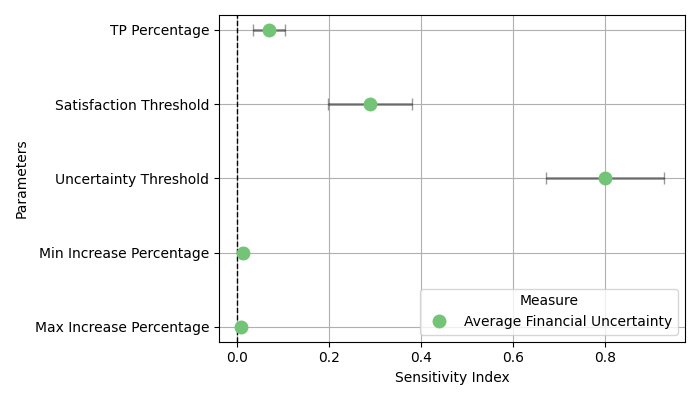 TP Percentage
Satisfaction Threshold
Uncertainty Threshold
Min Increase Percentage
Max Increase Percentage
Parameters
Measure
Average Financial Uncertainty
0.0 0.2 0.4 0.6 0.8
Sensitivity Index